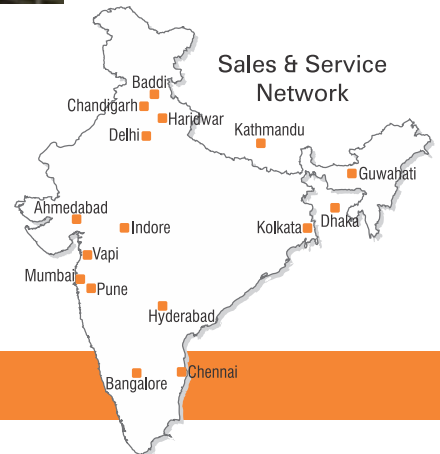 Sales & Service
Network
Baddi
Chandigarh
Haridwar
Delhi
Kathmandu
Guwahati
Ahmedabad
Indore
Kolkata
Dhaka
Vapi
Mumbai
Pune
Hyderabad
Bangalore
Chennai